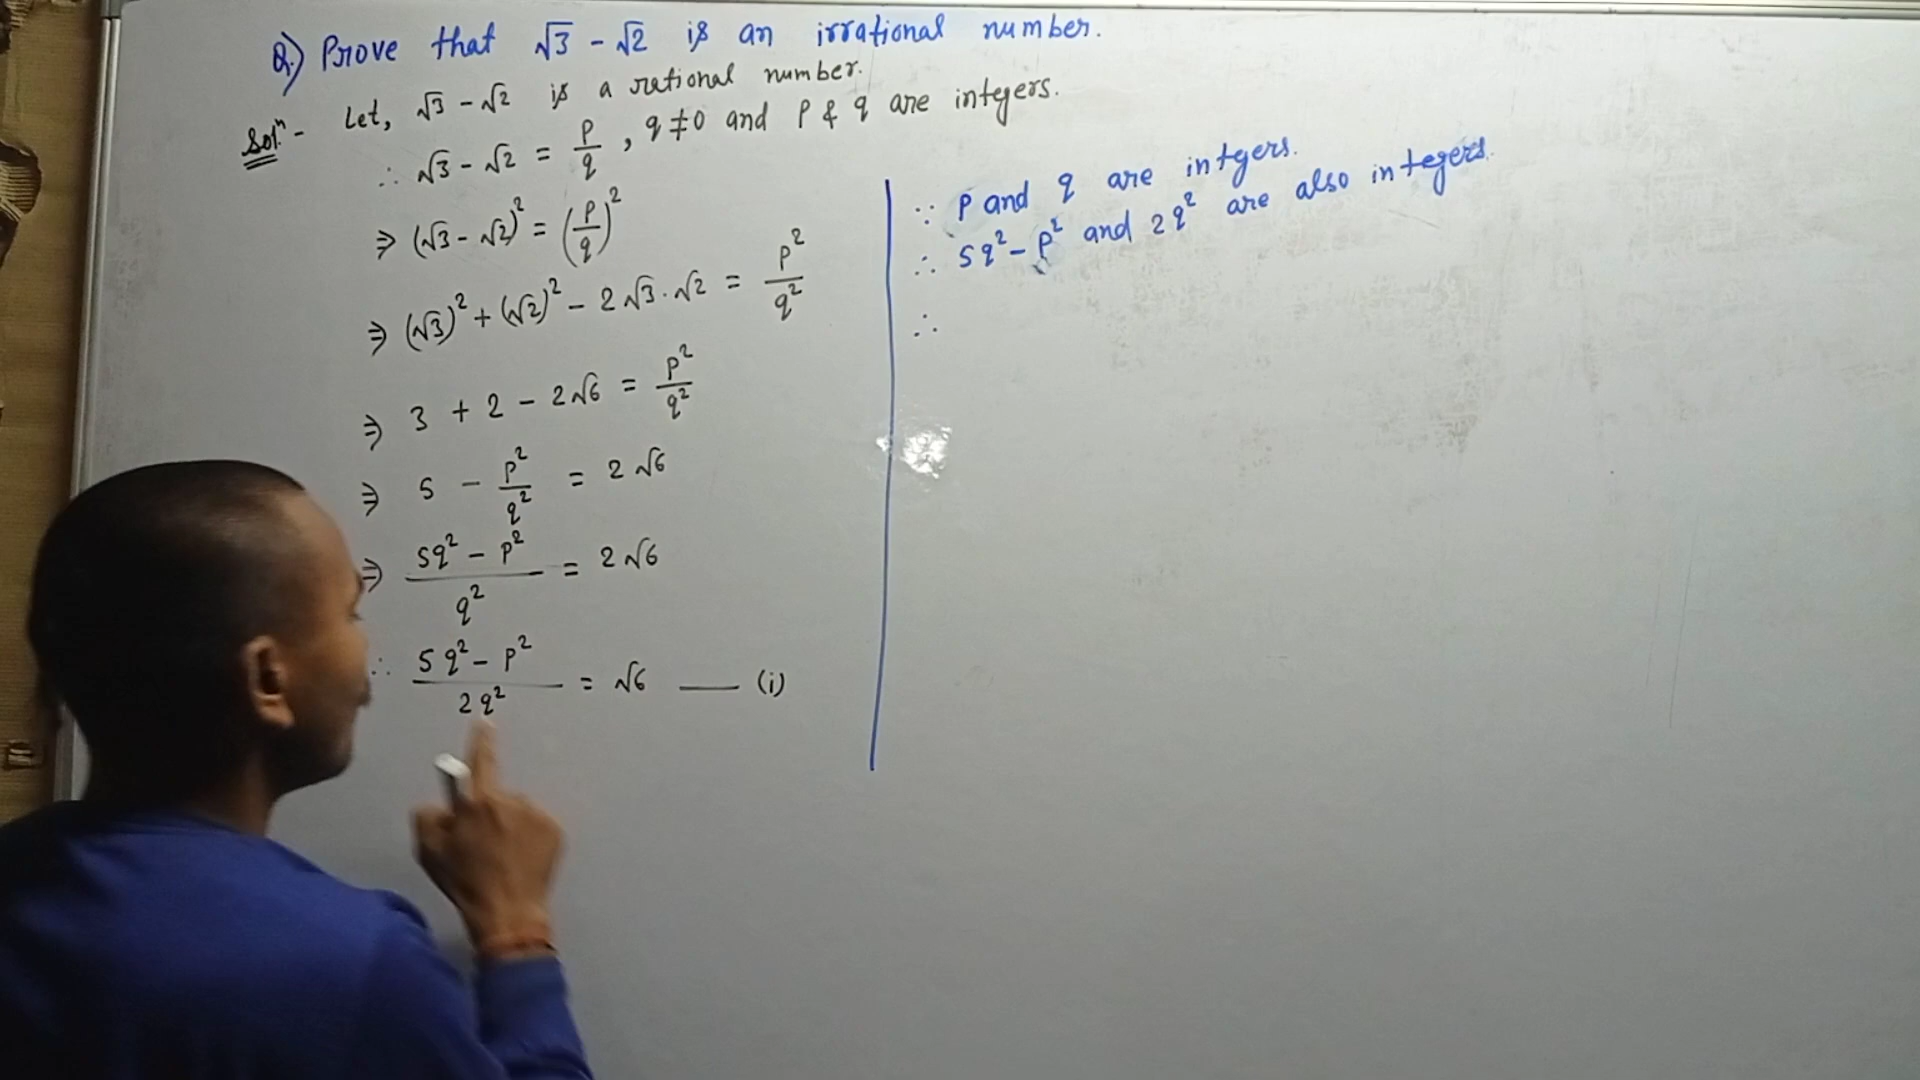 Q.) Prove that √3 - √2 is an irrational number.
Solⁿ.- Let, √3 - √2 is a rational number.
∴ √3 - √2 = p/q , q ≠ 0 and p & q are integers.
⇒ (√3 - √2)² = (p/q)²
⇒ (√3)² + (√2)² - 2√3.√2 = p²/q²
⇒ 3 + 2 - 2√6 = p²/q²
⇒ 5 - p²/q² = 2√6
⇒ (5q² - p²)/q² = 2√6
∴ (5q² - p²)/2q² = √6 —— (i)
∵ p and q are intgers.
∴ 5q² - p² and 2q² are also integers.
∴